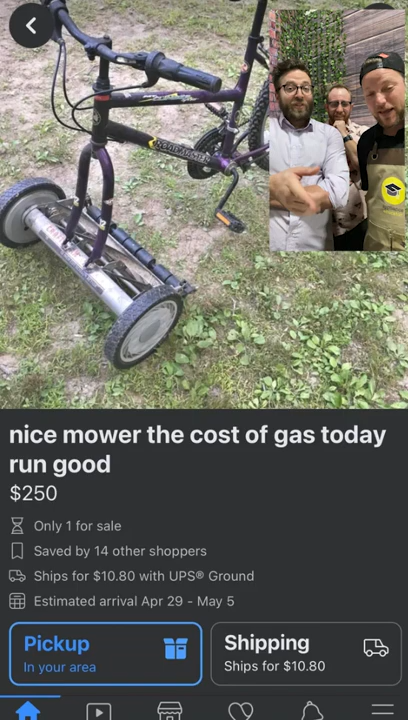 nice mower the cost of gas today
run good
$250
Only 1 for sale
Saved by 14 other shoppers
Ships for $10.80 with UPS® Ground
Estimated arrival Apr 29 - May 5
Pickup
In your area
Shipping
Ships for $10.80